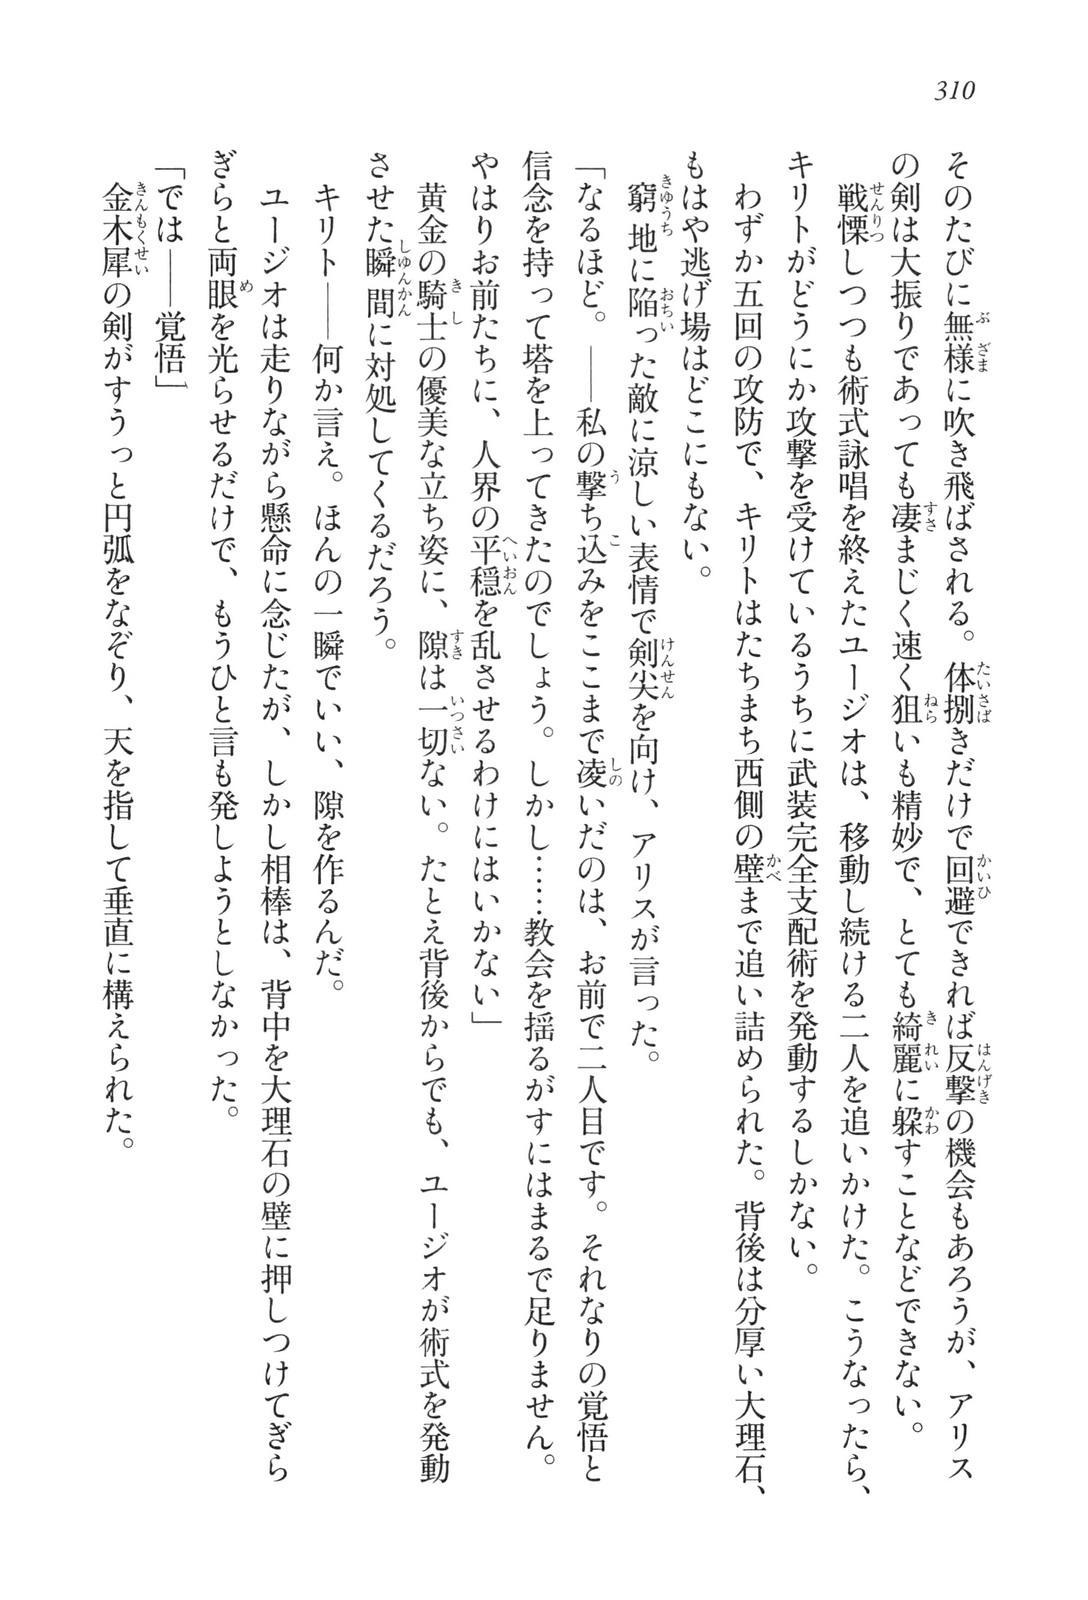 310
そのたびに無様に吹き飛ばされる。体捌きだけで回避できれば反撃の機会もあろうが、アリス
の剣は大振りであっても凄まじく速く狙いも精妙で、とても綺麗に躱すことなどできない。
戦慄しつつも術式詠唱を終えたユージオは、移動し続ける二人を追いかけた。こうなったら、
キリトがどうにか攻撃を受けているうちに武装完全支配術を発動するしかない。
わずか五回の攻防で、キリトはたちまち西側の壁まで追い詰められた。背後は分厚い大理石、
もはや逃げ場はどこにもない。
窮地に陥った敵に涼しい表情で剣尖を向け、アリスが言った。
「なるほど。――私の撃ち込みをここまで凌いだのは、お前で二人目です。それなりの覚悟と
信念を持って塔を上ってきたのでしょう。しかし……教会を揺るがすにはまるで足りません。
やはりお前たちに、人界の平穏を乱させるわけにはいかない」
黄金の騎士の優美な立ち姿に、隙は一切ない。たとえ背後からでも、ユージオが術式を発動
させた瞬間に対処してくるだろう。
キリト――何か言え。ほんの一瞬でいい、隙を作るんだ。
ユージオは走りながら懸命に念じたが、しかし相棒は、背中を大理石の壁に押しつけてぎら
ぎらと両眼を光らせるだけで、もうひと言も発しようとしなかった。
「では――覚悟」
金木犀の剣がすうっと円弧をなぞり、天を指して垂直に構えられた。